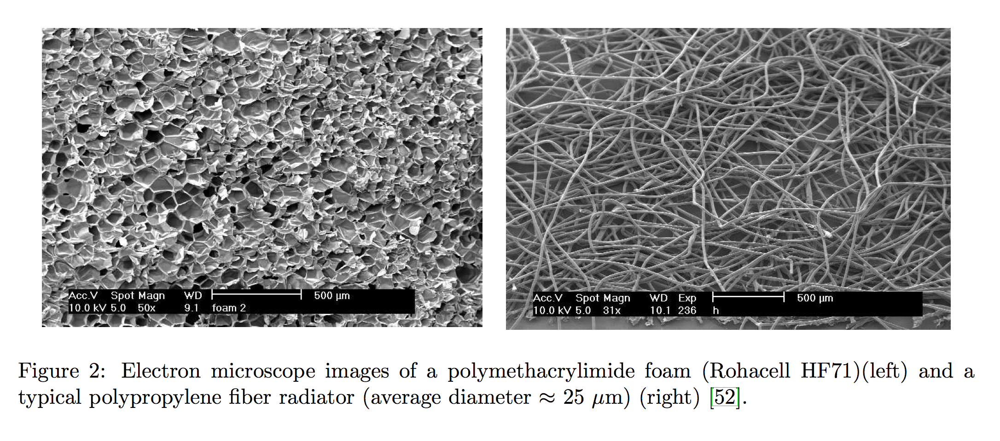 Acc.V Spot Magn WD 500 µm
10.0 kV 5.0 50x 9.1 foam 2
Acc.V Spot Magn WD Exp 500 µm
10.0 kV 5.0 31x 10.1 236 h
Figure 2: Electron microscope images of a polymethacrylimide foam (Rohacell HF71)(left) and a
typical polypropylene fiber radiator (average diameter ≈ 25 µm) (right) [52].